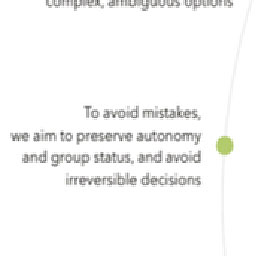 complex, ambiguous options
To avoid mistakes,
we aim to preserve autonomy
and group status, and avoid
irreversible decisions